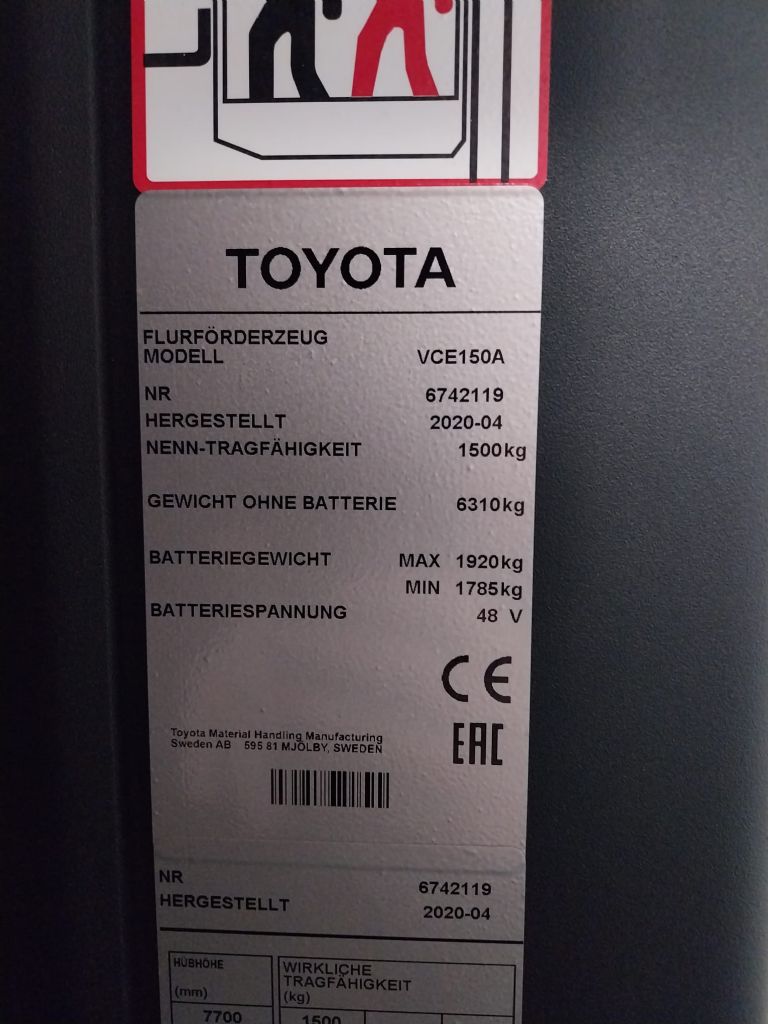 TOYOTA
FLURFÖRDERZEUG
MODELL VCE150A
NR 6742119
HERGESTELLT 2020-04
NENN-TRAGFÄHIGKEIT 1500kg
GEWICHT OHNE BATTERIE 6310kg
BATTERIEGEWICHT MAX 1920kg
MIN 1785kg
BATTERIESPANNUNG 48 V
CE
Toyota Material Handling Manufacturing
Sweden AB 595 81 MJÖLBY, SWEDEN
EAC
NR 6742119
HERGESTELLT 2020-04
HUBHÖHE
(mm)
WIRKLICHE
TRAGFÄHIGKEIT
(kg)
7700 1500